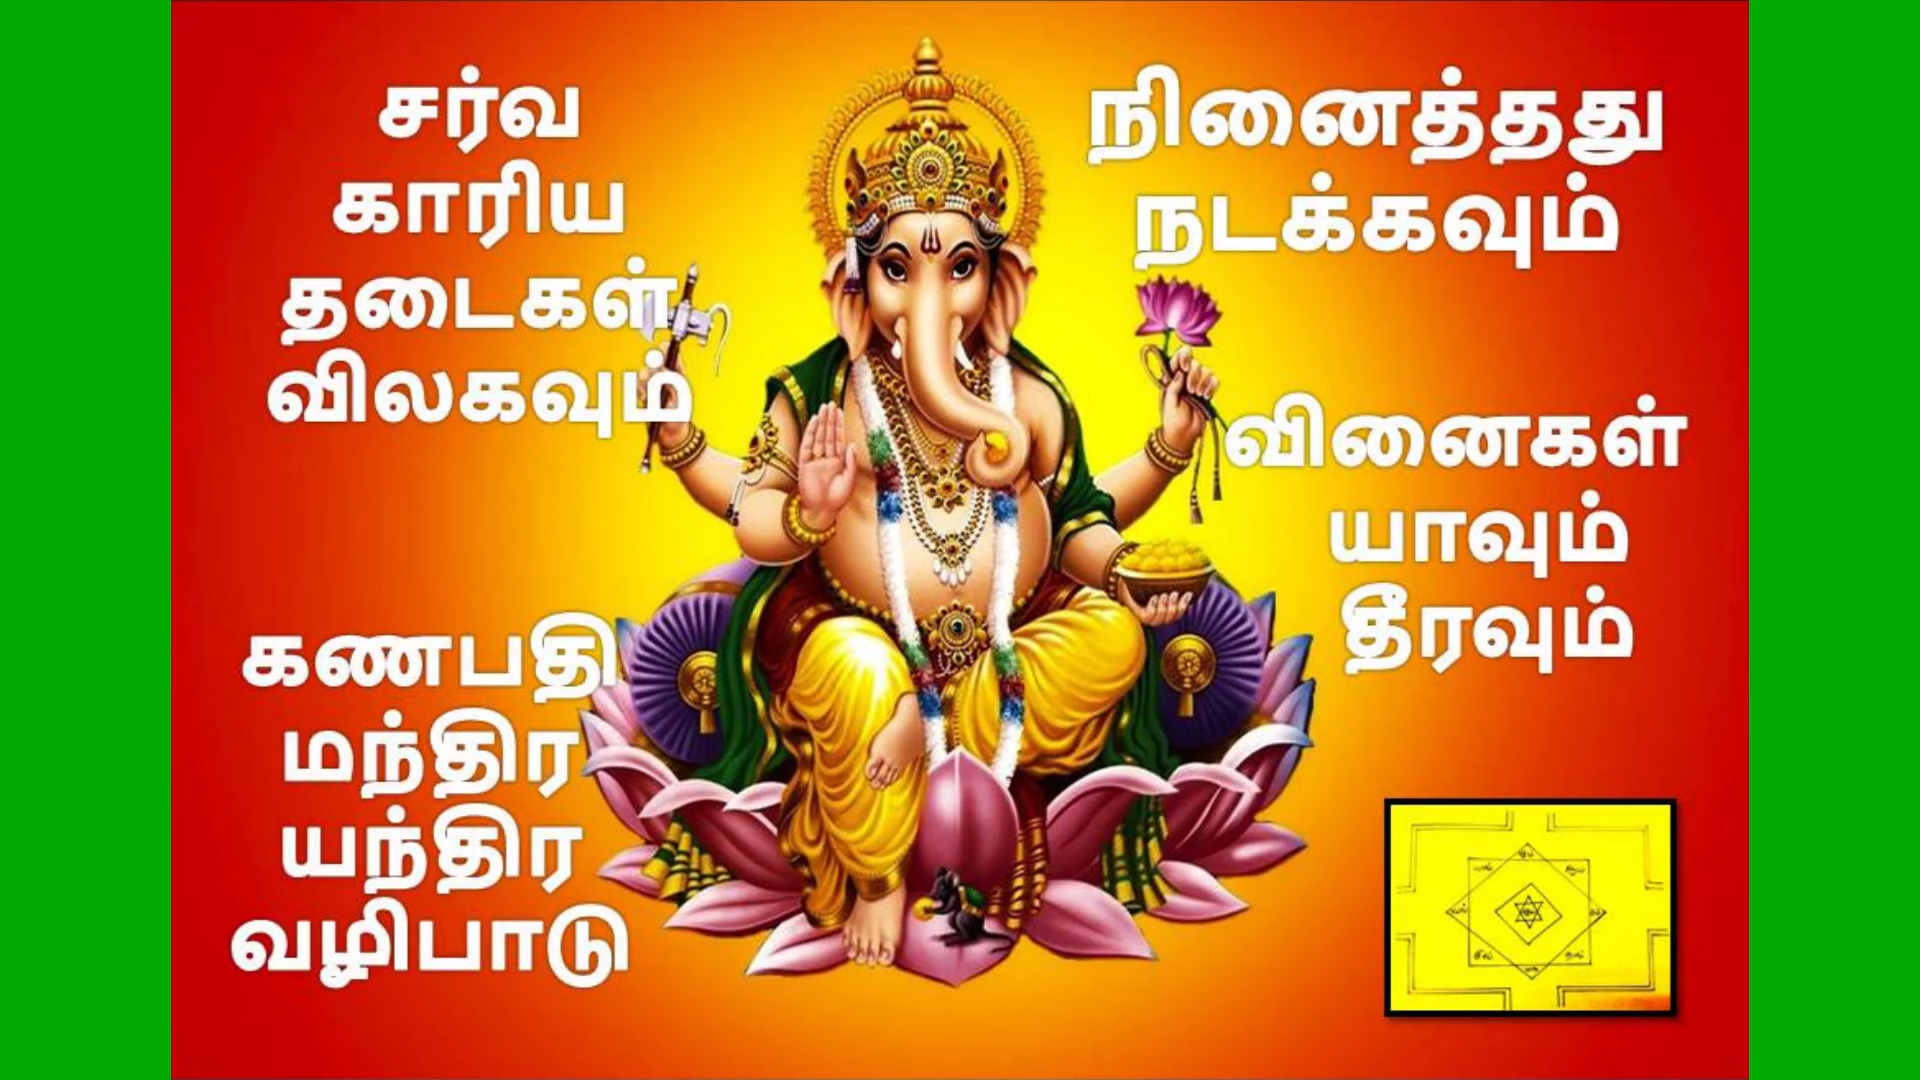 சர்வ
காரிய
தடைகள்
விலகவும்
நினைத்தது
நடக்கவும்
வினைகள்
யாவும்
தீரவும்
கணபதி
மந்திர
யந்திர
வழிபாடு